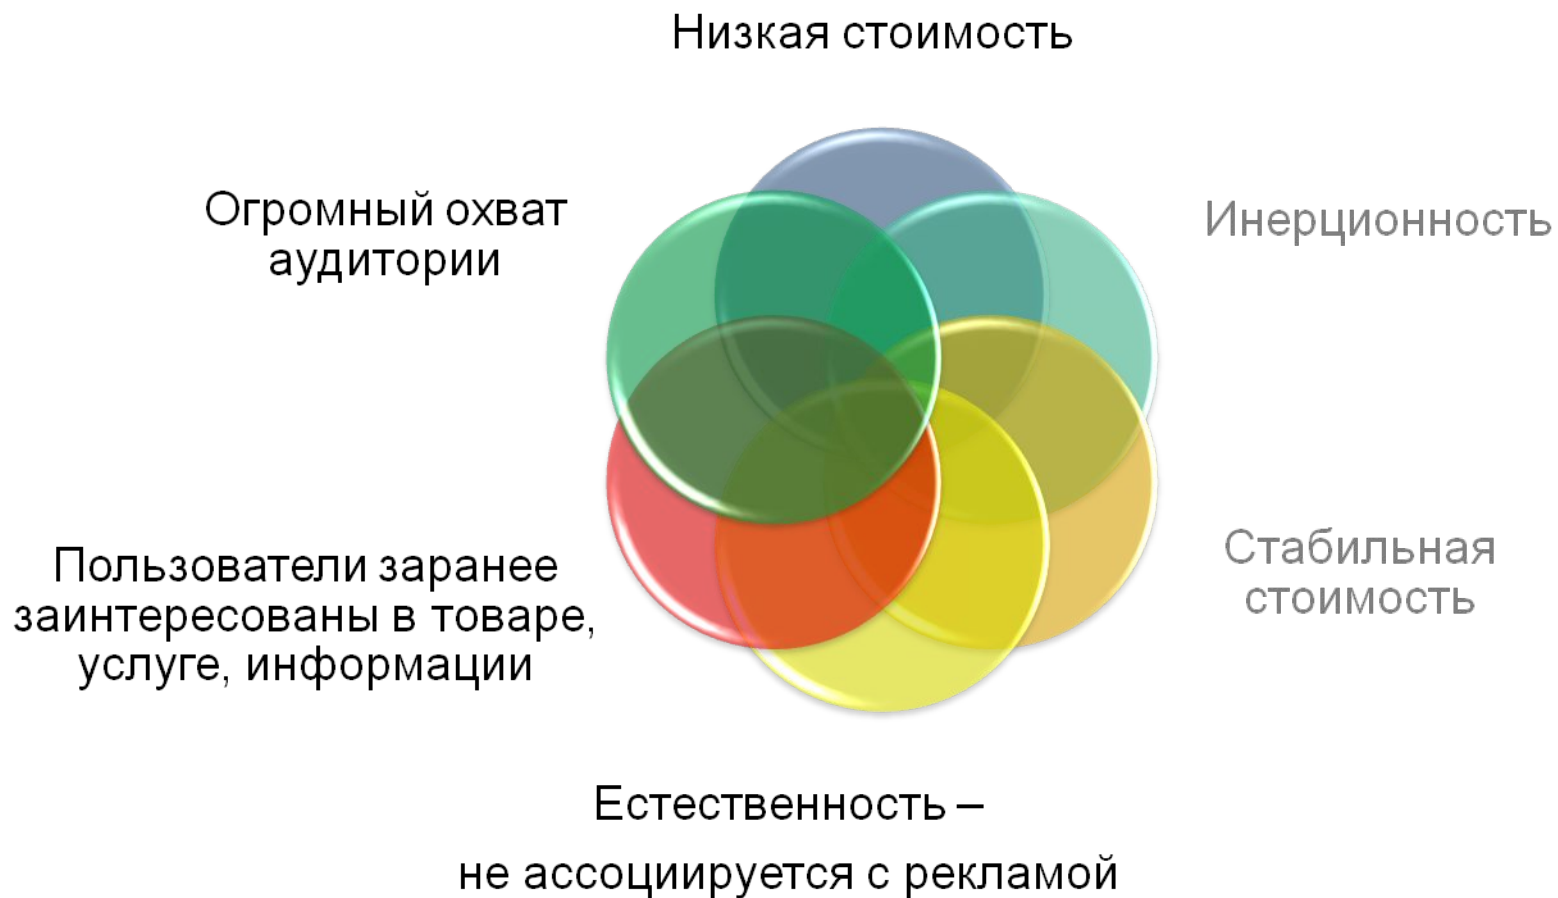 Низкая стоимость
Огромный охват
аудитории
Инерционность
Пользователи заранее
заинтересованы в товаре,
услуге, информации
Стабильная
стоимость
Естественность –
не ассоциируется с рекламой